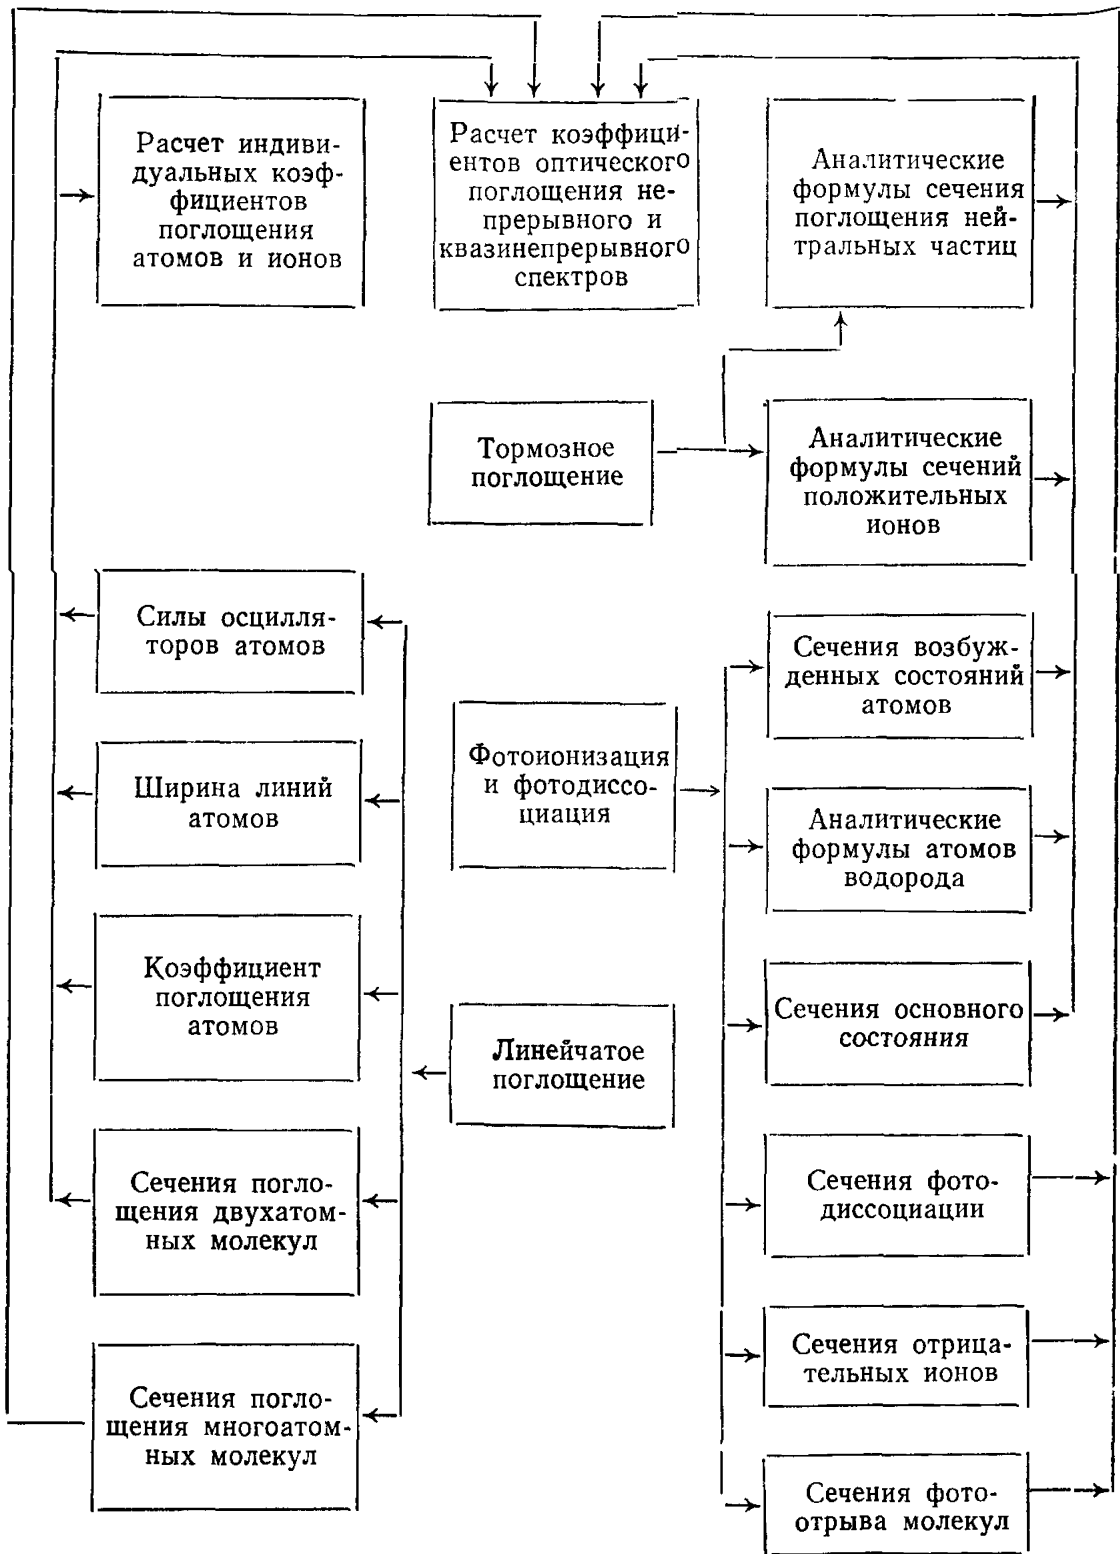 Расчет индиви-
дуальных коэф-
фициентов
поглощения
атомов и ионов
Расчет коэффици-
ентов оптического
поглощения не-
прерывного и
квазинепрерывного
спектров
Аналитические
формулы сечения
поглощения ней-
тральных частиц
Тормозное
поглощение
Аналитические
формулы сечений
положительных
ионов
Силы осцилля-
торов атомов
Сечения возбуж-
денных состояний
атомов
Фотоионизация
и фотодиссо-
циация
Ширина линий
атомов
Аналитические
формулы атомов
водорода
Коэффициент
поглощения
атомов
Сечения основного
состояния
Линейчатое
поглощение
Сечения погло-
щения двухатом-
ных молекул
Сечения фото-
диссоциации
Сечения отрица-
тельных ионов
Сечения погло-
щения многоатом-
ных молекул
Сечения фото-
отрыва молекул